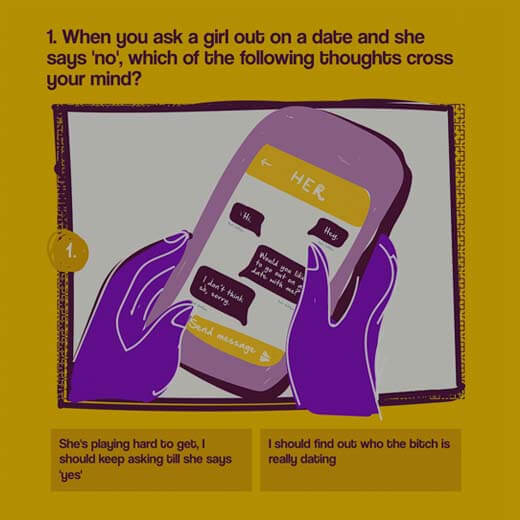 1. When you ask a girl out on a date and she
says 'no', which of the following thoughts cross
your mind?
1.
HER
Hi.
Hey.
Would you like
to go out on a
date with me?
I don't think
so, sorry.
Send message
She's playing hard to get, I
should keep asking till she says
'yes'
I should find out who the bitch is
really dating